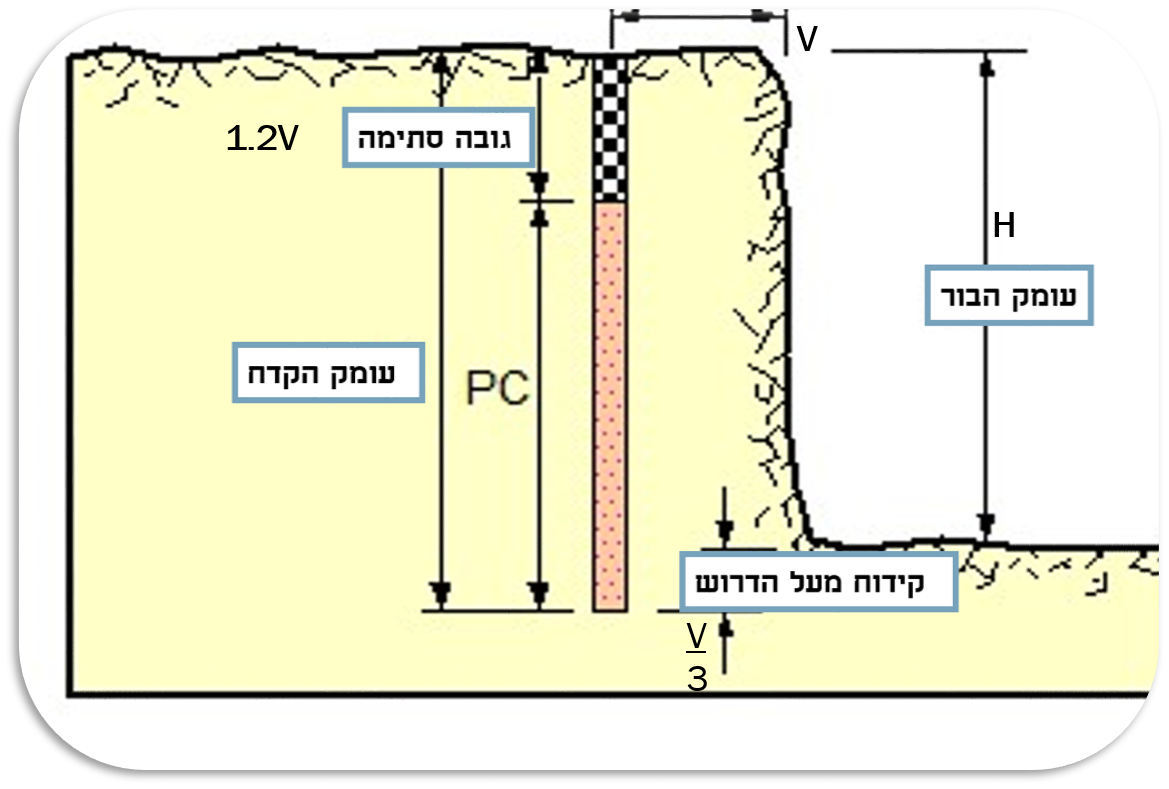 V
1.2V
גובה סתימה
H
עומק הבור
עומק הקדח
PC
קידוח מעל הדרוש
V
3